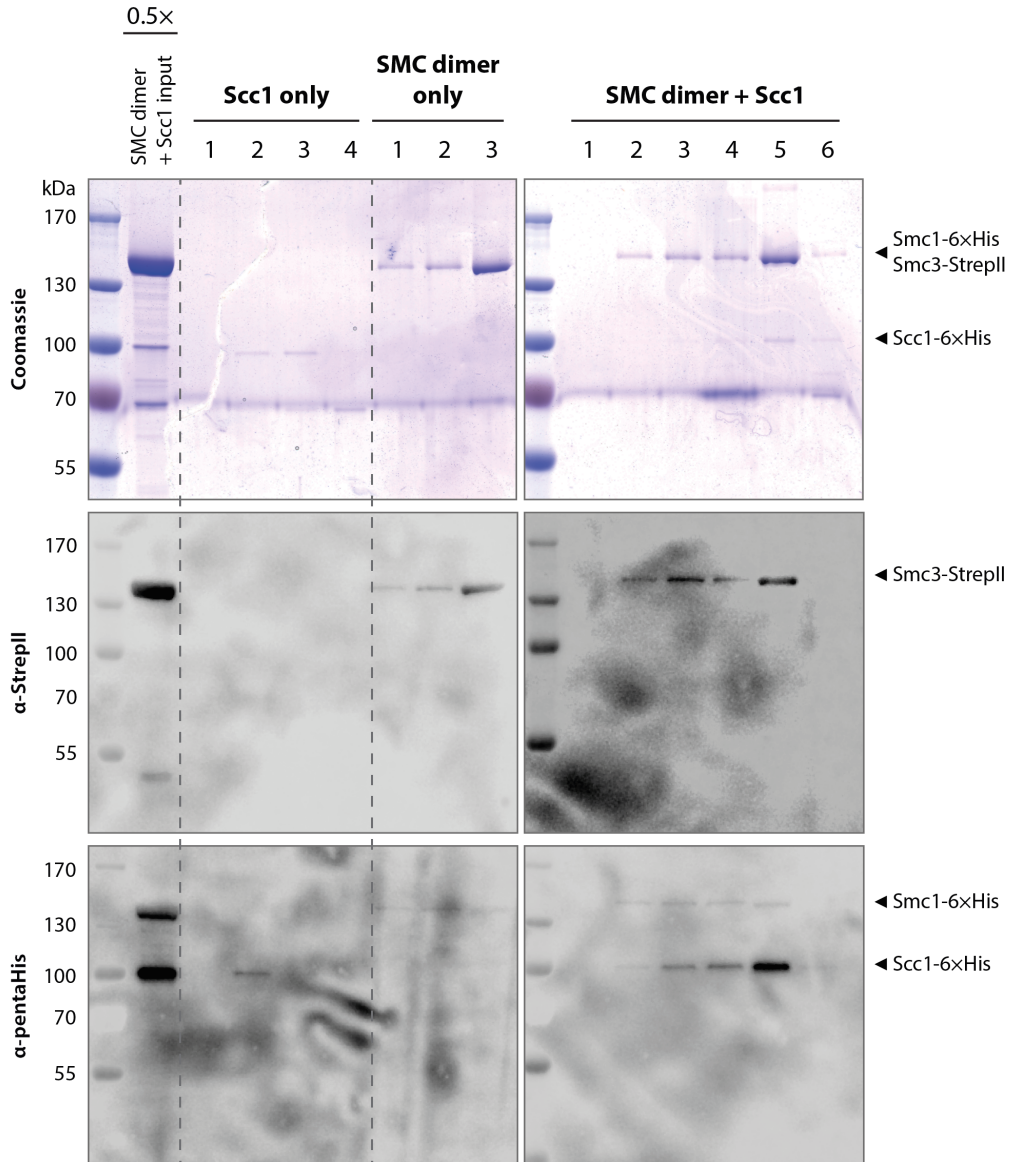 0.5×
SMC dimer
+ Scc1 input
Scc1 only
SMC dimer
only
SMC dimer + Scc1
1 2 3 4 1 2 3 1 2 3 4 5 6
kDa
170
130
100
70
55
Coomassie
Smc1-6×His
Smc3-StrepII
Scc1-6×His
170
130
100
70
55
α-StrepII
Smc3-StrepII
170
130
100
70
55
α-pentaHis
Smc1-6×His
Scc1-6×His